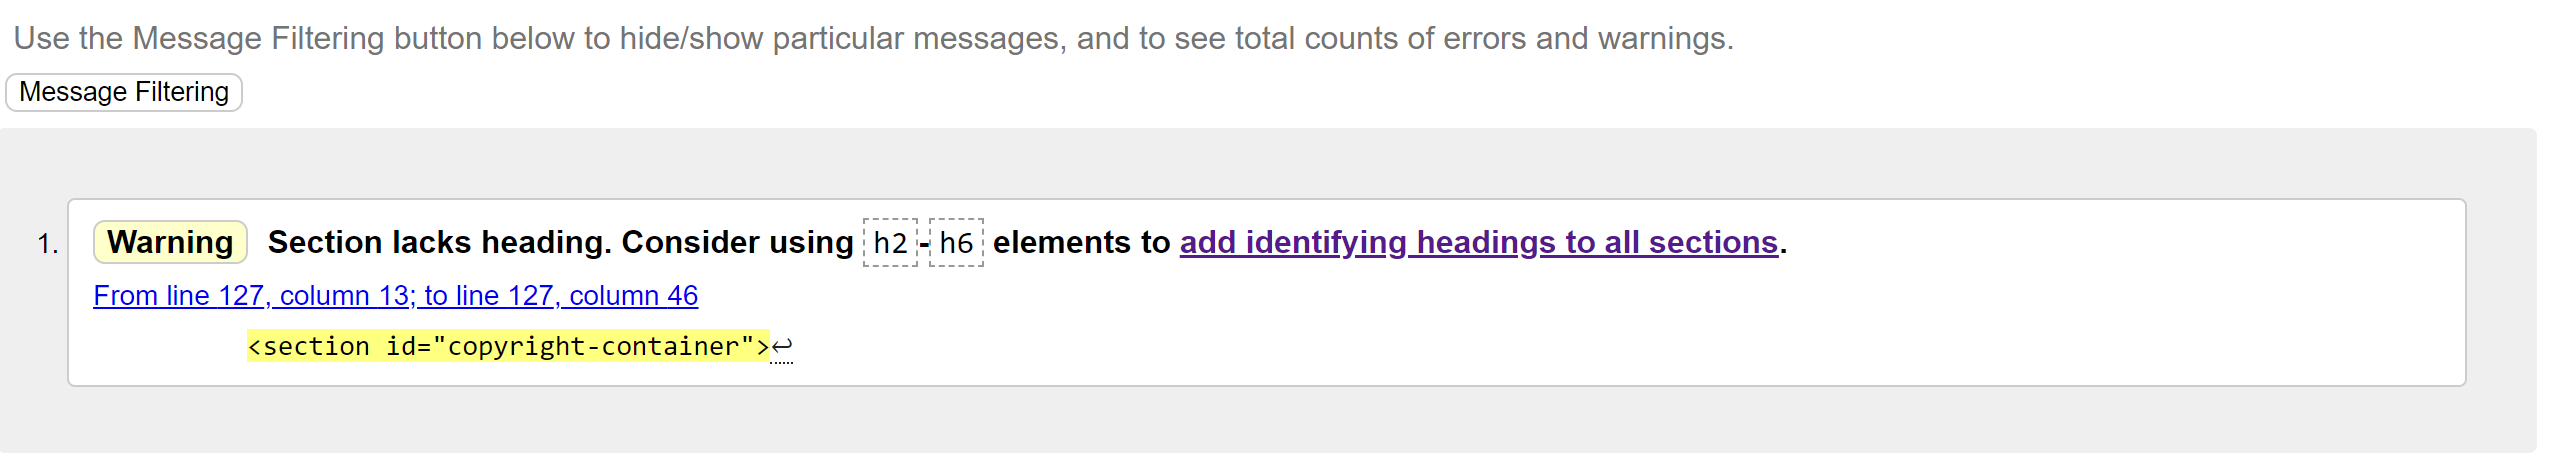 Use the Message Filtering button below to hide/show particular messages, and to see total counts of errors and warnings.
Message Filtering
1. Warning Section lacks heading. Consider using h2-h6 elements to add identifying headings to all sections.
From line 127, column 13; to line 127, column 46
<section id="copyright-container">↩